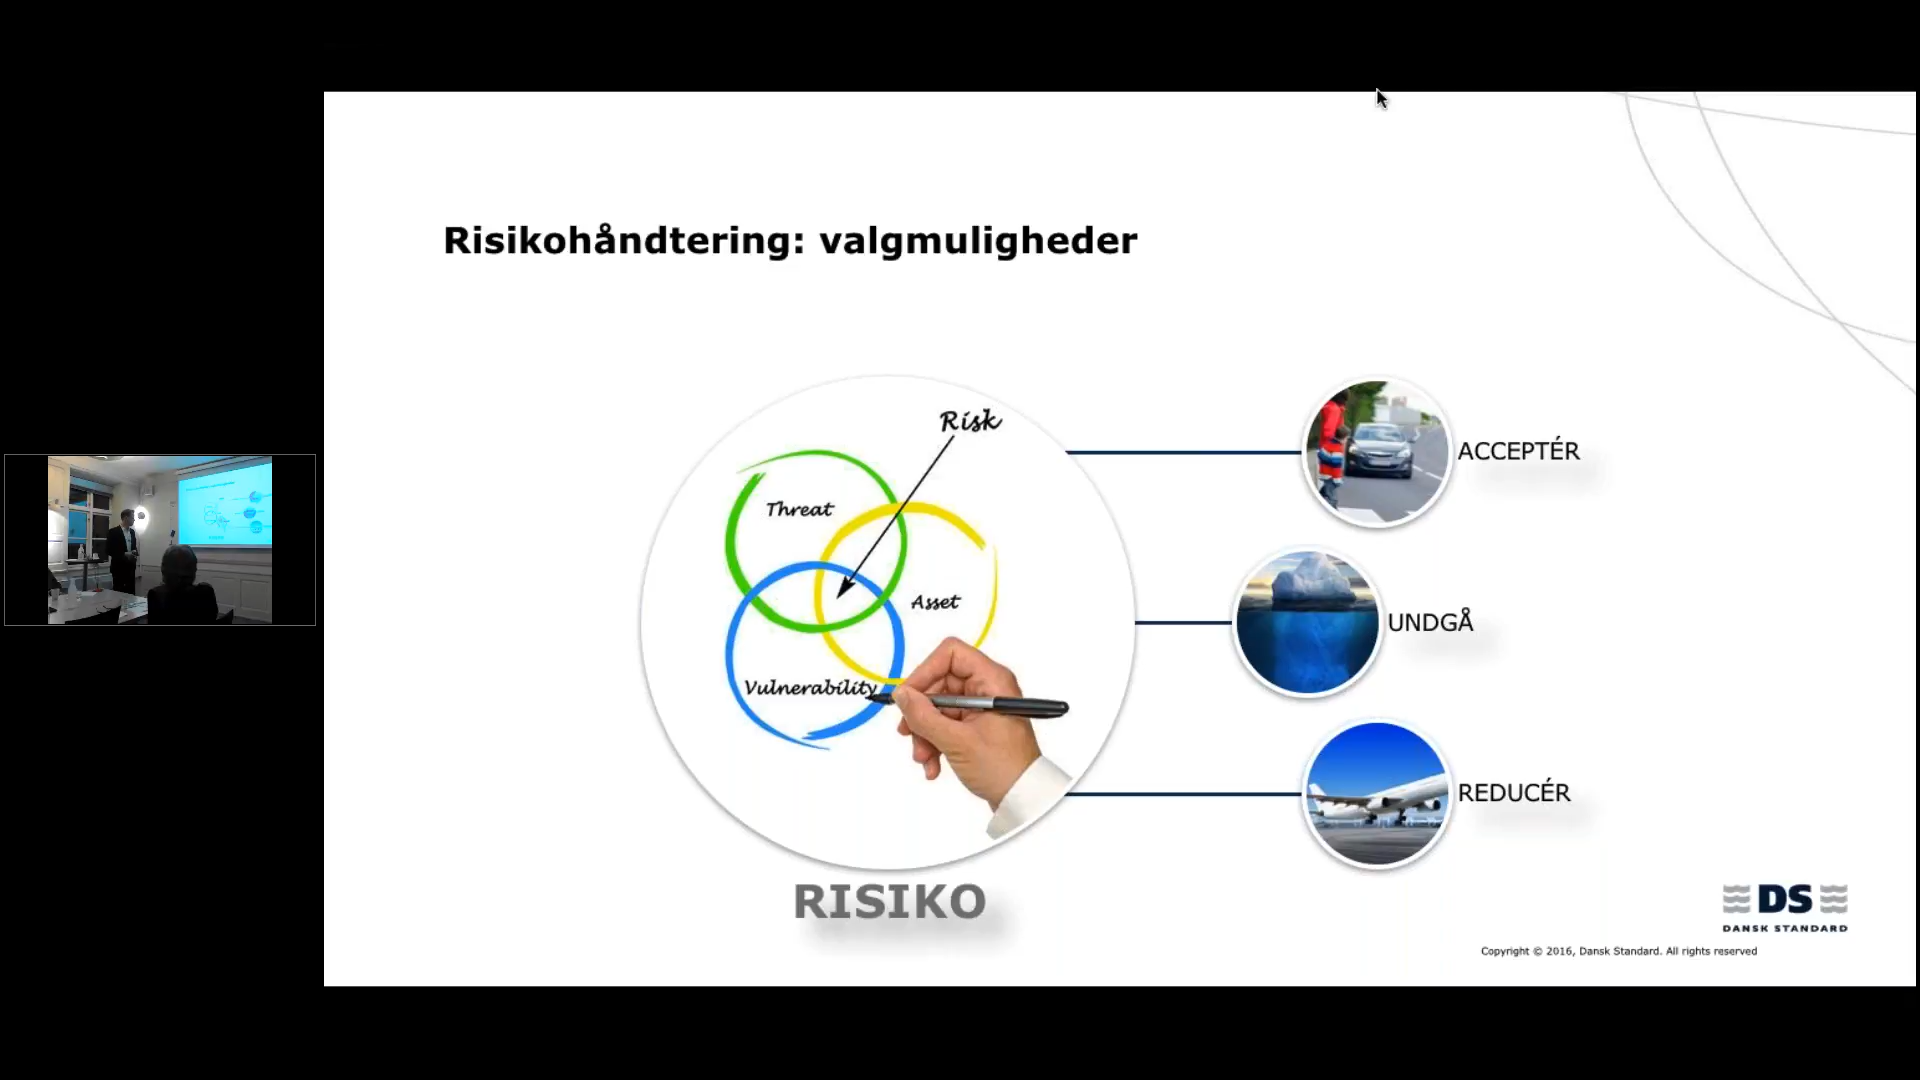 Risikohåndtering: valgmuligheder
Risk
Threat
Asset
Vulnerability
RISIKO
ACCEPTÉR
UNDGÅ
REDUCÉR
DS
DANSK STANDARD
Copyright © 2016, Dansk Standard. All rights reserved